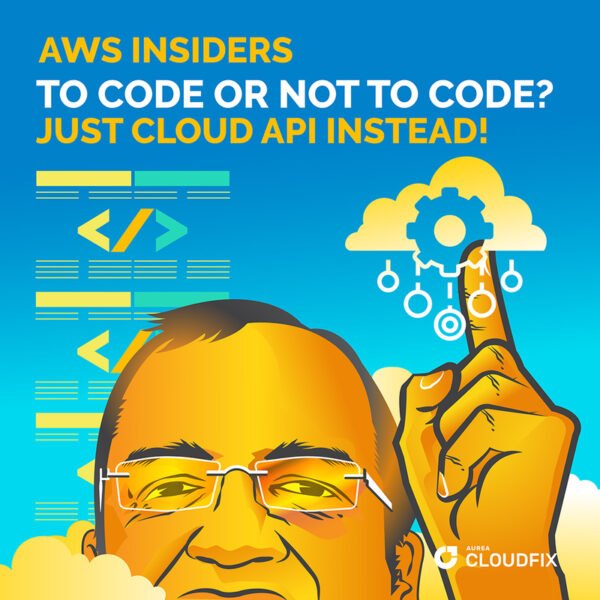 AWS INSIDERS
TO CODE OR NOT TO CODE?
JUST CLOUD API INSTEAD!
</>
</
AUREA
CLOUDFIX